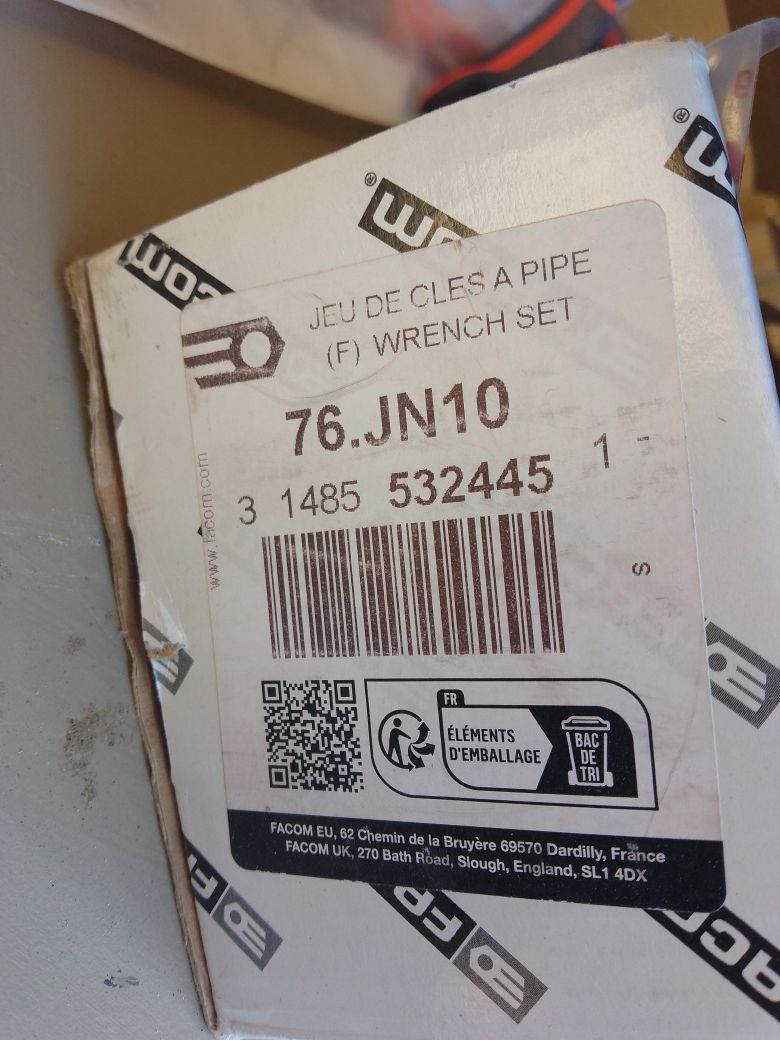 JEU DE CLES A PIPE
(F) WRENCH SET
76.JN10
3 1485 532445 1
S
www.facom.com
FR
ÉLÉMENTS
D'EMBALLAGE
BAC
DE
TRI
FACOM EU, 62 Chemin de la Bruyère 69570 Dardilly, France
FACOM UK, 270 Bath Road, Slough, England, SL1 4DX